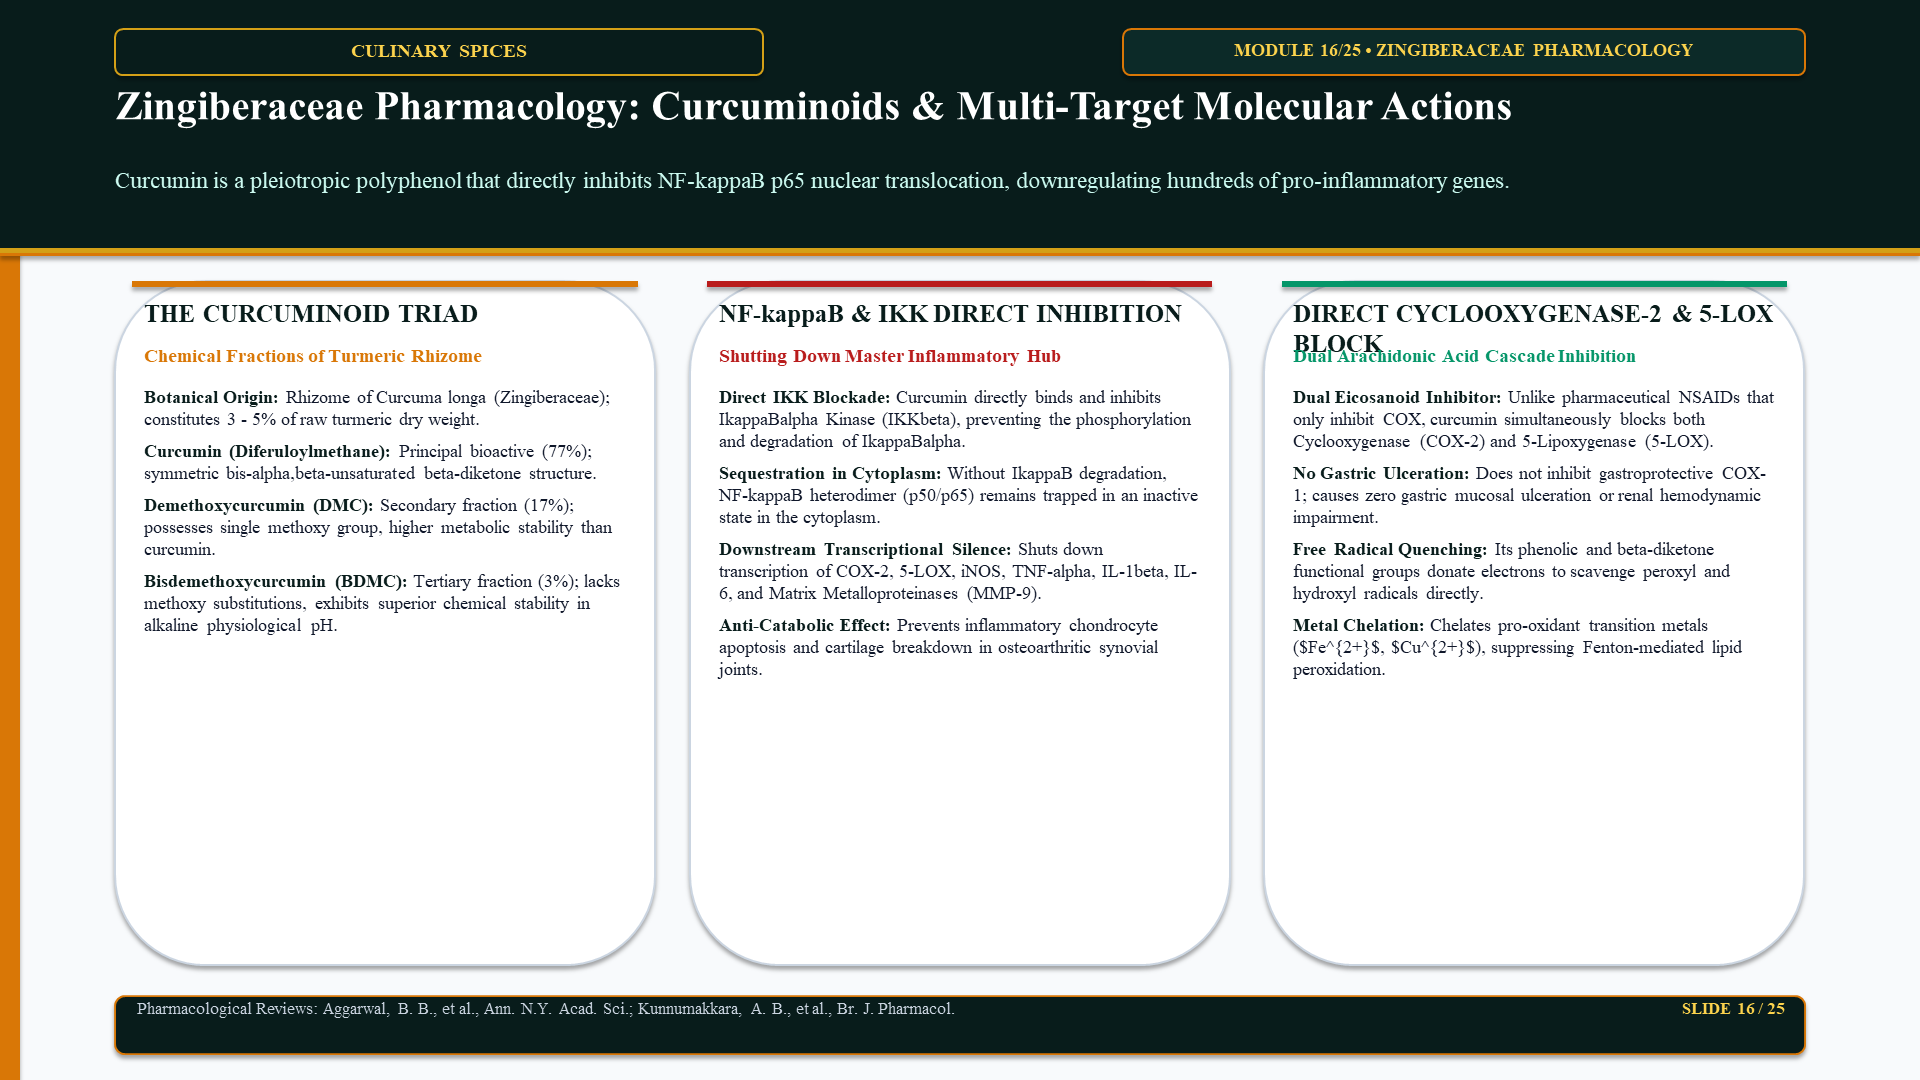 CULINARY SPICES
MODULE 16/25 • ZINGIBERACEAE PHARMACOLOGY
Zingiberaceae Pharmacology: Curcuminoids & Multi-Target Molecular Actions
Curcumin is a pleiotropic polyphenol that directly inhibits NF-kappaB p65 nuclear translocation, downregulating hundreds of pro-inflammatory genes.
THE CURCUMINOID TRIAD
Chemical Fractions of Turmeric Rhizome
Botanical Origin: Rhizome of Curcuma longa (Zingiberaceae);
constitutes 3 - 5% of raw turmeric dry weight.
Curcumin (Diferuloylmethane): Principal bioactive (77%);
symmetric bis-alpha,beta-unsaturated beta-diketone structure.
Demethoxycurcumin (DMC): Secondary fraction (17%);
possesses single methoxy group, higher metabolic stability than
curcumin.
Bisdemethoxycurcumin (BDMC): Tertiary fraction (3%); lacks
methoxy substitutions, exhibits superior chemical stability in
alkaline physiological pH.
NF-kappaB & IKK DIRECT INHIBITION
Shutting Down Master Inflammatory Hub
Direct IKK Blockade: Curcumin directly binds and inhibits
IkappaBalpha Kinase (IKKbeta), preventing the phosphorylation
and degradation of IkappaBalpha.
Sequestration in Cytoplasm: Without IkappaB degradation,
NF-kappaB heterodimer (p50/p65) remains trapped in an inactive
state in the cytoplasm.
Downstream Transcriptional Silence: Shuts down
transcription of COX-2, 5-LOX, iNOS, TNF-alpha, IL-1beta, IL-
6, and Matrix Metalloproteinases (MMP-9).
Anti-Catabolic Effect: Prevents inflammatory chondrocyte
apoptosis and cartilage breakdown in osteoarthritic synovial
joints.
DIRECT CYCLOOXYGENASE-2 & 5-LOX
BLOCK
Dual Arachidonic Acid Cascade Inhibition
Dual Eicosanoid Inhibitor: Unlike pharmaceutical NSAIDs that
only inhibit COX, curcumin simultaneously blocks both
Cyclooxygenase (COX-2) and 5-Lipoxygenase (5-LOX).
No Gastric Ulceration: Does not inhibit gastroprotective COX-
1; causes zero gastric mucosal ulceration or renal hemodynamic
impairment.
Free Radical Quenching: Its phenolic and beta-diketone
functional groups donate electrons to scavenge peroxyl and
hydroxyl radicals directly.
Metal Chelation: Chelates pro-oxidant transition metals
($Fe^{2+}$, $Cu^{2+}$), suppressing Fenton-mediated lipid
peroxidation.
Pharmacological Reviews: Aggarwal, B. B., et al., Ann. N.Y. Acad. Sci.; Kunnumakkara, A. B., et al., Br. J. Pharmacol.
SLIDE 16 / 25